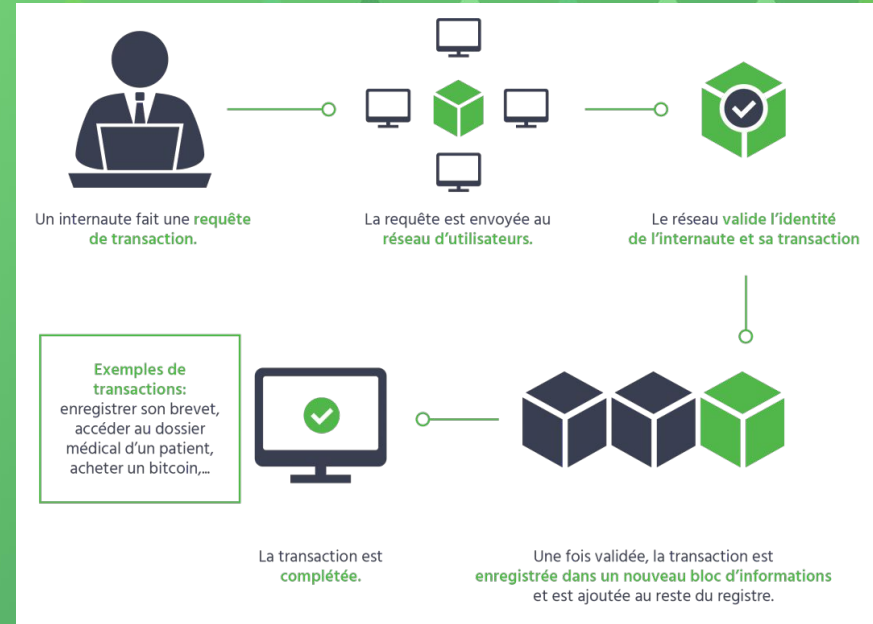 Un internaute fait une requête
de transaction.
La requête est envoyée au
réseau d'utilisateurs.
Le réseau valide l'identité
de l'internaute et sa transaction
Exemples de
transactions:
enregistrer son brevet,
accéder au dossier
médical d'un patient,
acheter un bitcoin,...
La transaction est
complétée.
Une fois validée, la transaction est
enregistrée dans un nouveau bloc d'informations
et est ajoutée au reste du registre.